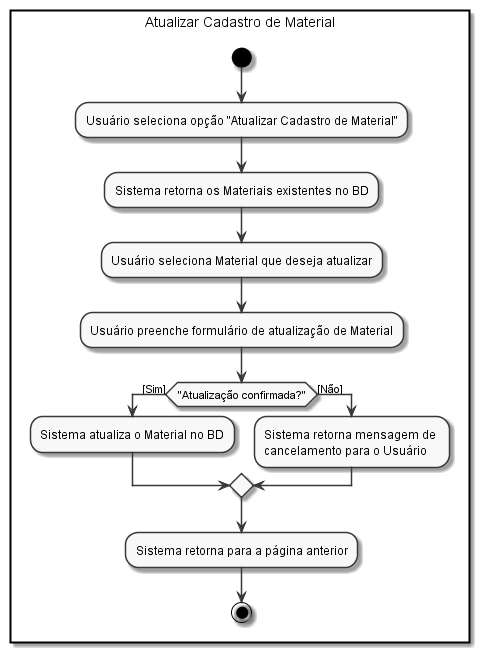 Atualizar Cadastro de Material
Usuário seleciona opção "Atualizar Cadastro de Material"
Sistema retorna os Materiais existentes no BD
Usuário seleciona Material que deseja atualizar
Usuário preenche formulário de atualização de Material
[Sim]
"Atualização confirmada?"
[Não]
Sistema atualiza o Material no BD
Sistema retorna mensagem de
cancelamento para o Usuário
Sistema retorna para a página anterior